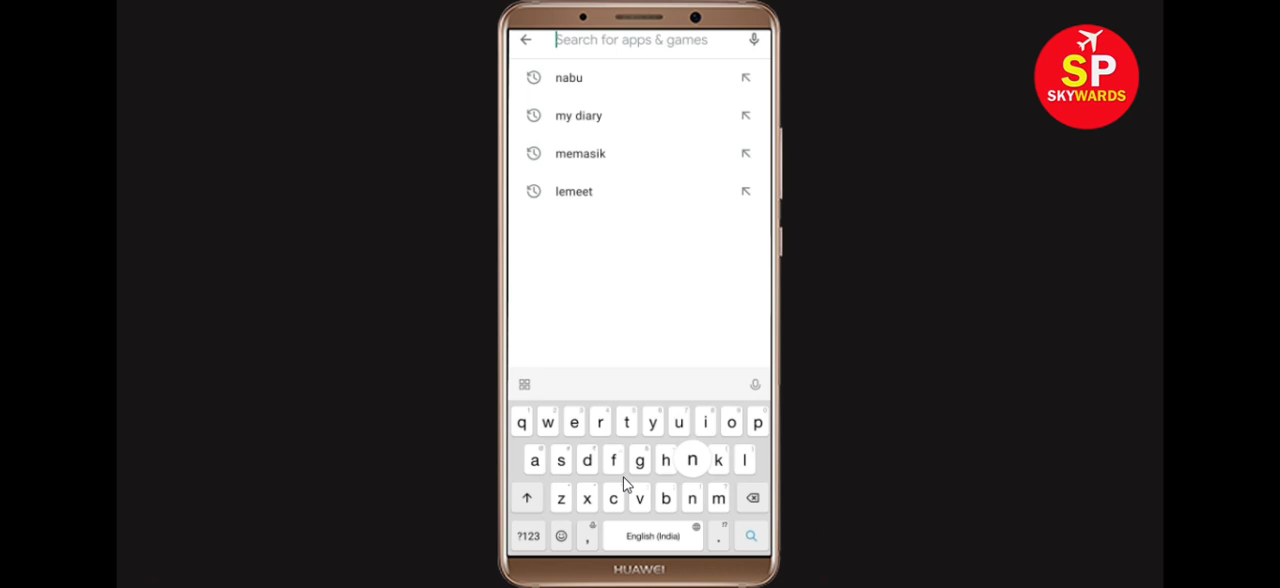 Search for apps & games
SP
SKYWARDS
nabu
my diary
memasik
lemeet
q w e r t y u i o p
a s d f g h n k l
z x c v b n m
?123 , English (India) .
HUAWEI